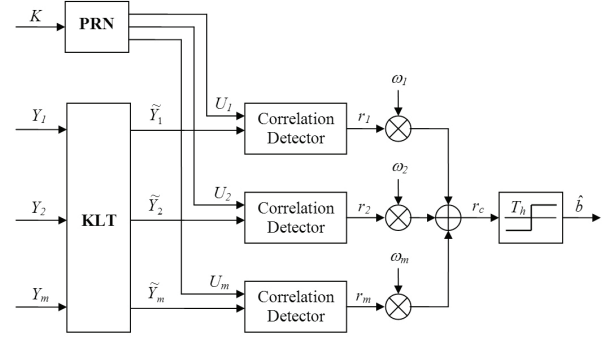 K
PRN
ω1
U1
Y1
Ỹ1
Correlation
Detector
r1
ω2
U2
Y2
KLT
Ỹ2
Correlation
Detector
r2
rc
Th
b̂
ωm
Um
Ym
Ỹm
Correlation
Detector
rm